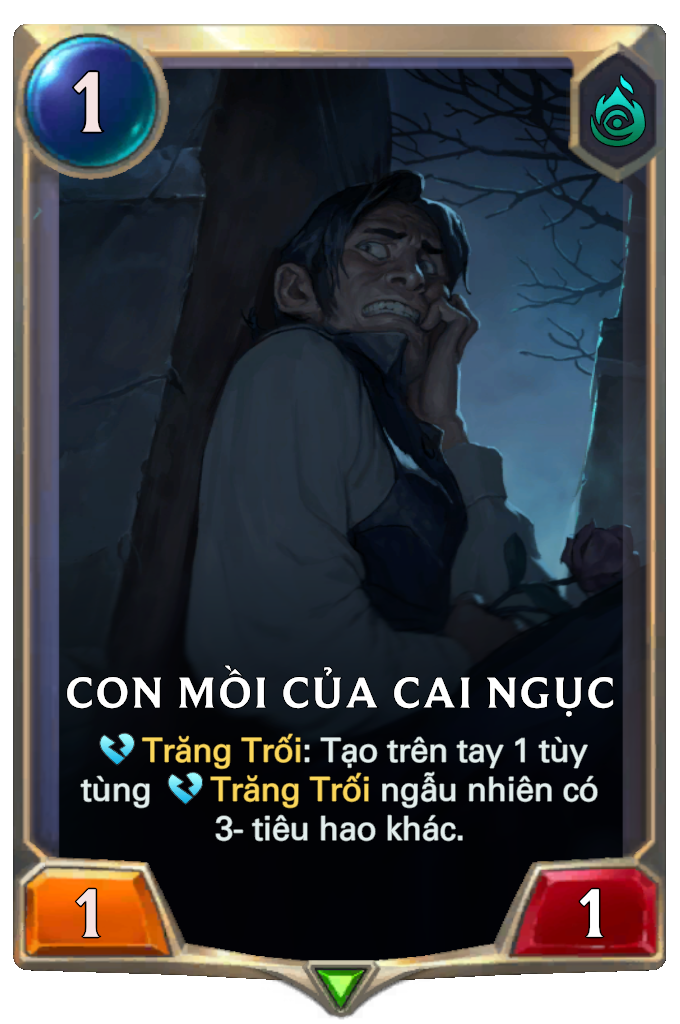 1
CON MỒI CỦA CAI NGỤC
Trăng Trối: Tạo trên tay 1 tùy
tùng Trăng Trối ngẫu nhiên có
3- tiêu hao khác.
1
1